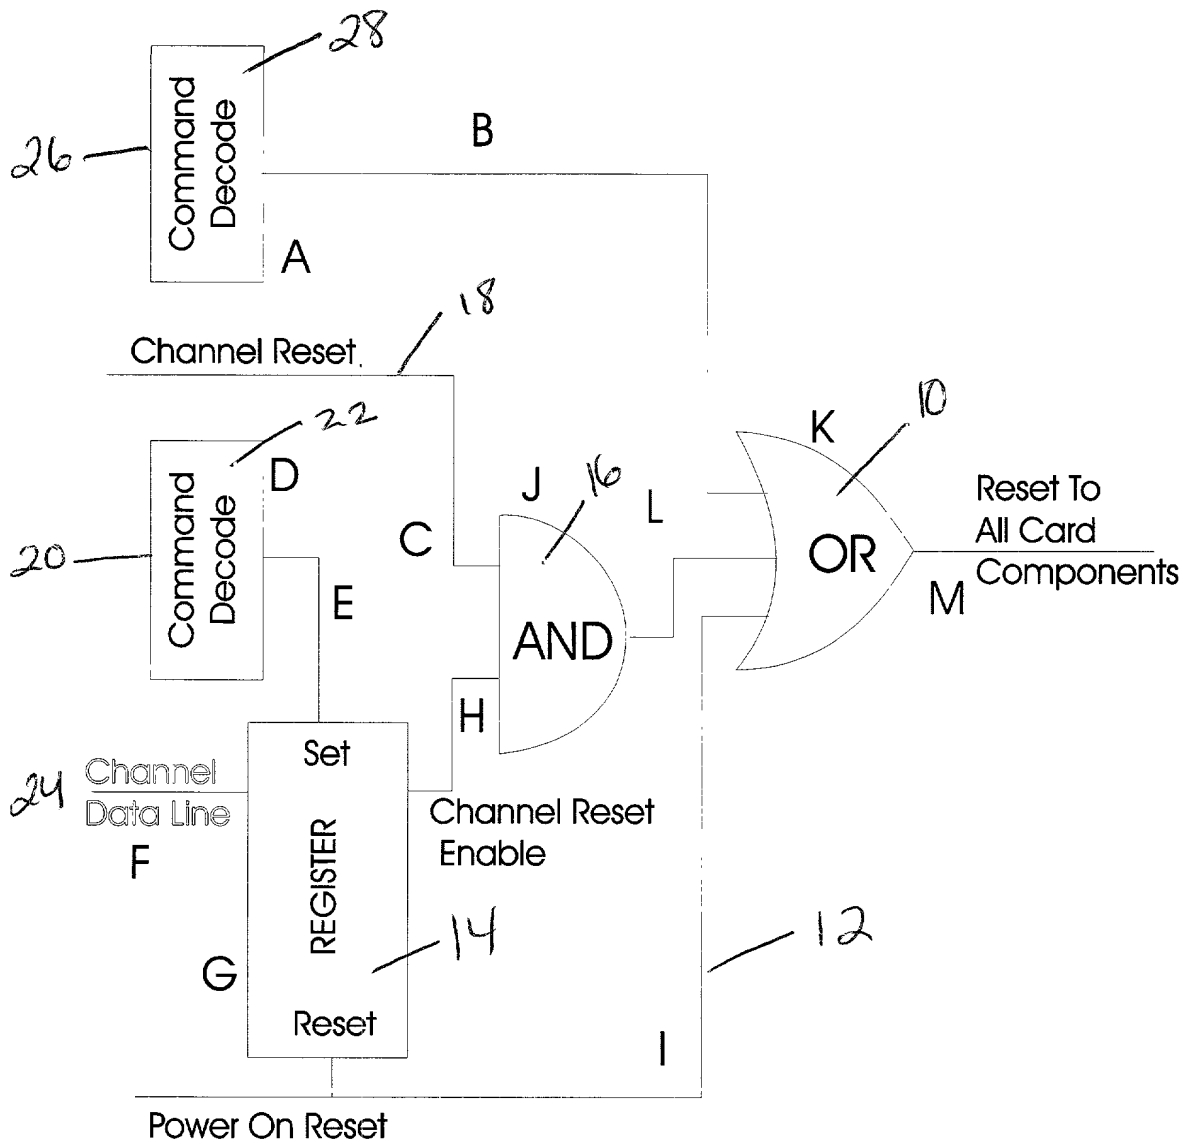 28
Command
Decode
26
B
A
18
Channel Reset
22
Command
Decode
D
20
E
C
J
16
AND
H
L
K
10
OR
Reset To
All Card
Components
M
24
Channel
Data Line
F
Set
REGISTER
Reset
14
G
Channel Reset
Enable
12
I
Power On Reset